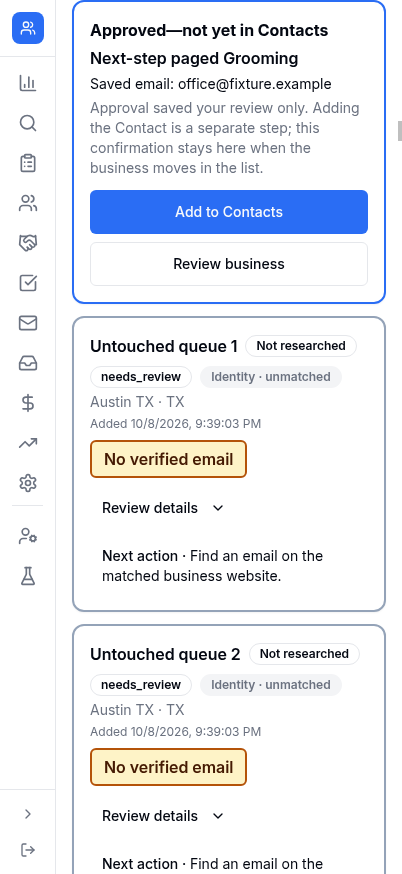 Approved—not yet in Contacts
Next-step paged Grooming
Saved email: office@fixture.example
Approval saved your review only. Adding
the Contact is a separate step; this
confirmation stays here when the
business moves in the list.
Add to Contacts
Review business
Untouched queue 1 Not researched
needs_review Identity · unmatched
Austin TX · TX
Added 10/8/2026, 9:39:03 PM
No verified email
Review details
Next action · Find an email on the
matched business website.
Untouched queue 2 Not researched
needs_review Identity · unmatched
Austin TX · TX
Added 10/8/2026, 9:39:03 PM
No verified email
Review details
Next action · Find an email on the